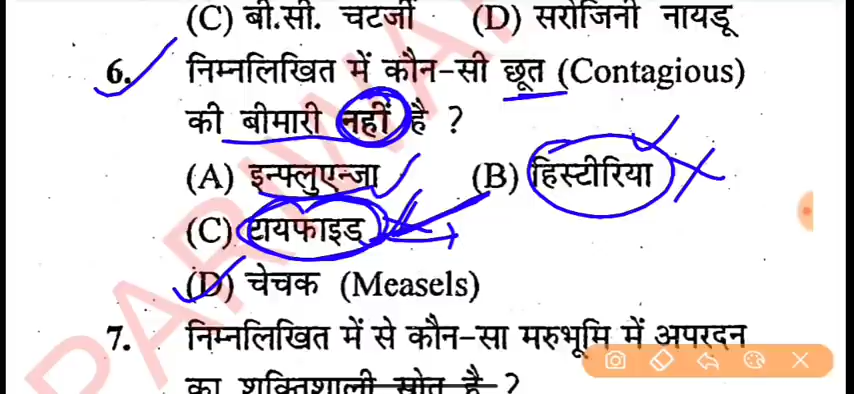 (C) बी.सी. चटर्जी (D) सरोजिनी नायडू
6. निम्नलिखित में कौन-सी छूत (Contagious)
की बीमारी नहीं है ?
(A) इन्फ्लुएन्जा (B) हिस्टीरिया
(C) टायफाइड
(D) चेचक (Measels)
7. निम्नलिखित में से कौन-सा मरुभूमि में अपरदन
का शक्तिशाली स्रोत है ?